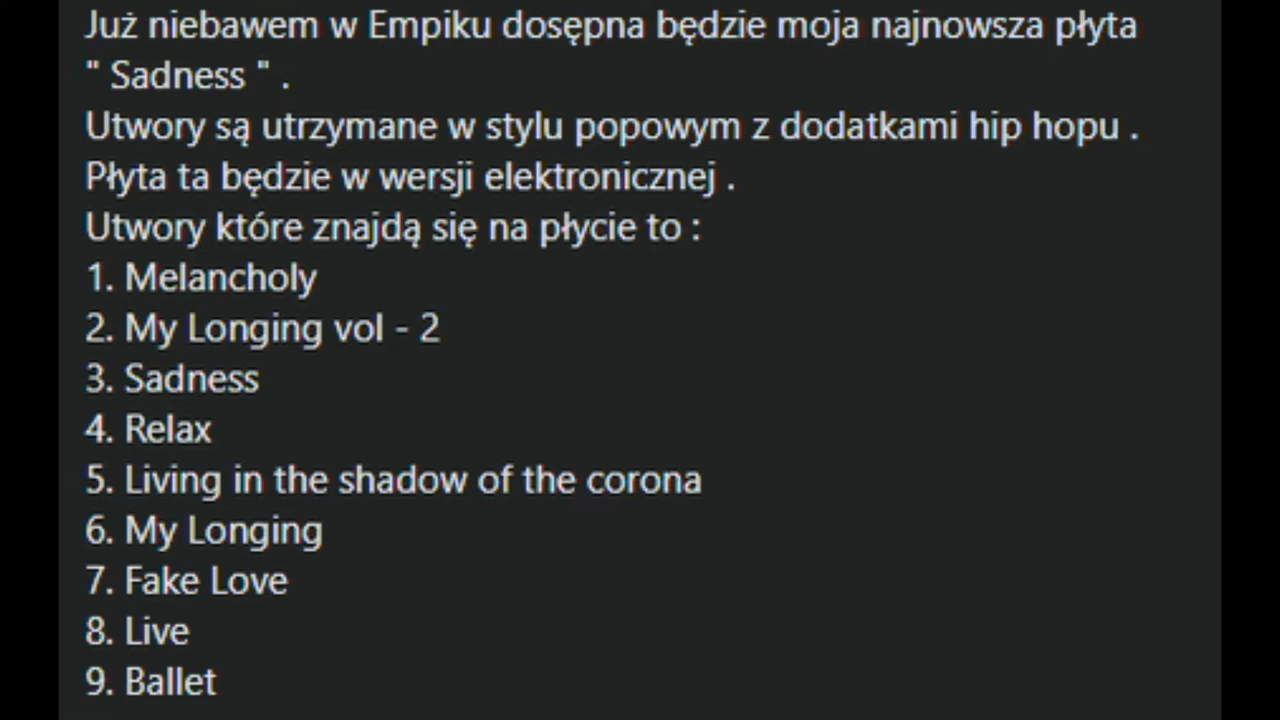 Już niebawem w Empiku dosępna będzie moja najnowsza płyta
" Sadness " .
Utwory są utrzymane w stylu popowym z dodatkami hip hopu .
Płyta ta będzie w wersji elektronicznej .
Utwory które znajdą się na płycie to :
1. Melancholy
2. My Longing vol - 2
3. Sadness
4. Relax
5. Living in the shadow of the corona
6. My Longing
7. Fake Love
8. Live
9. Ballet